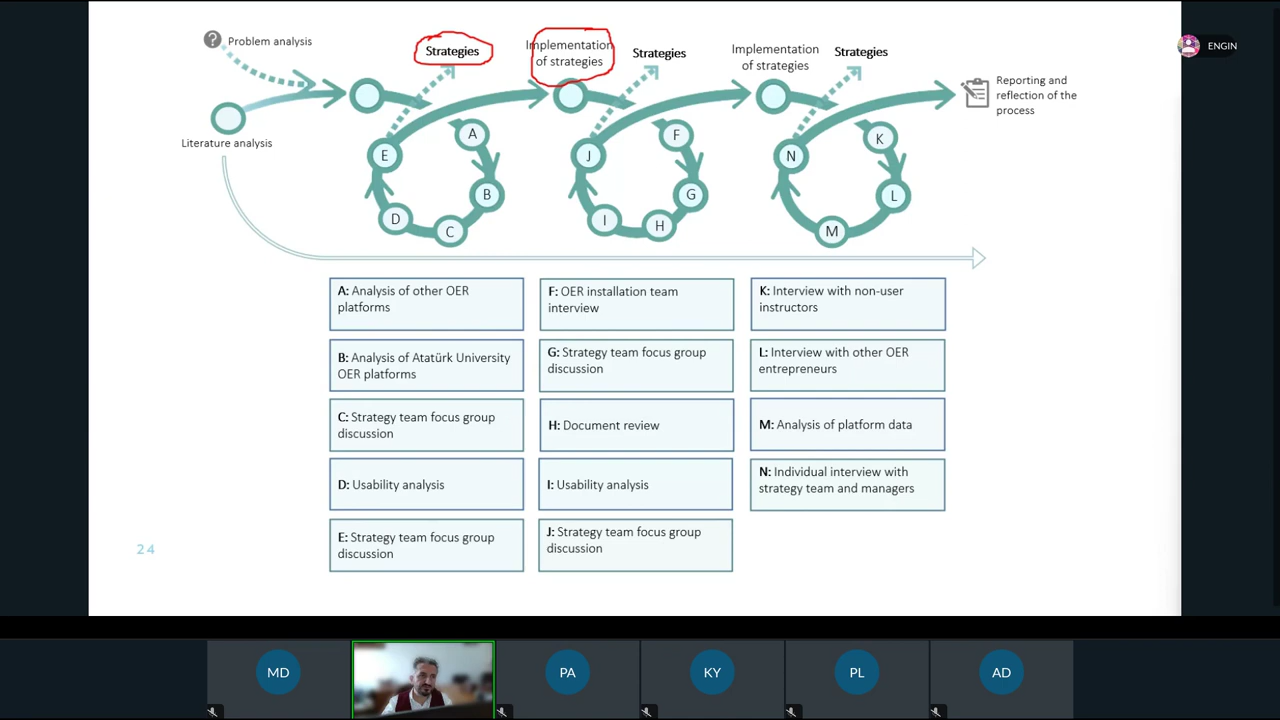 ? Problem analysis
Literature analysis
Strategies
Implementation
of strategies
Strategies
Implementation
of strategies
Strategies
Reporting and
reflection of the
process
ENGIN
A
B
C
D
E
F
G
H
I
J
K
L
M
N
A: Analysis of other OER
platforms
B: Analysis of Atatürk University
OER platforms
C: Strategy team focus group
discussion
D: Usability analysis
E: Strategy team focus group
discussion
F: OER installation team
interview
G: Strategy team focus group
discussion
H: Document review
I: Usability analysis
J: Strategy team focus group
discussion
K: Interview with non-user
instructors
L: Interview with other OER
entrepreneurs
M: Analysis of platform data
N: Individual interview with
strategy team and managers
24
MD
PA
KY
PL
AD